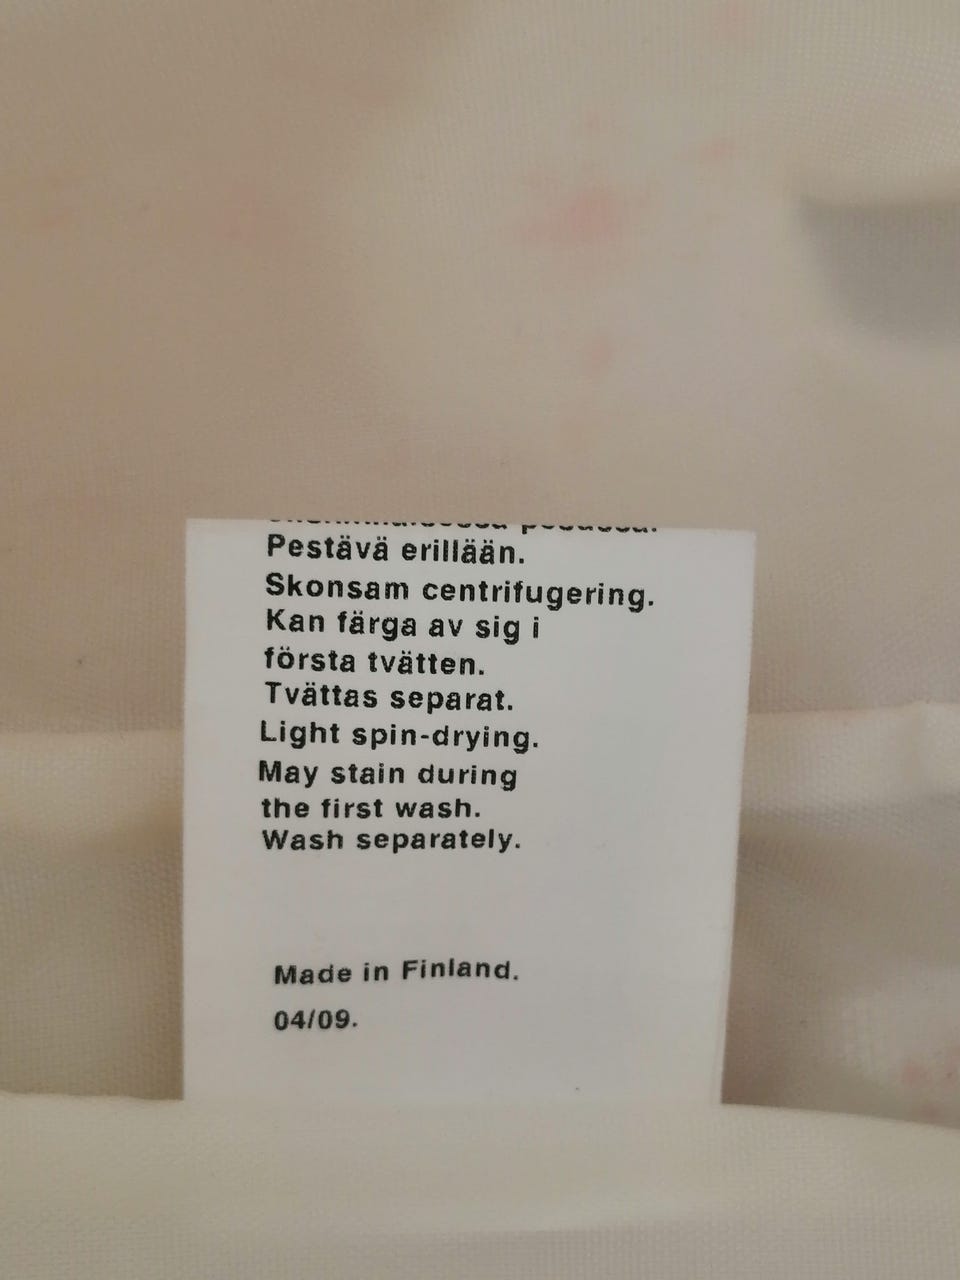 Pestävä erillään.
Skonsam centrifugering.
Kan färga av sig i
första tvätten.
Tvättas separat.
Light spin-drying.
May stain during
the first wash.
Wash separately.
Made in Finland.
04/09.